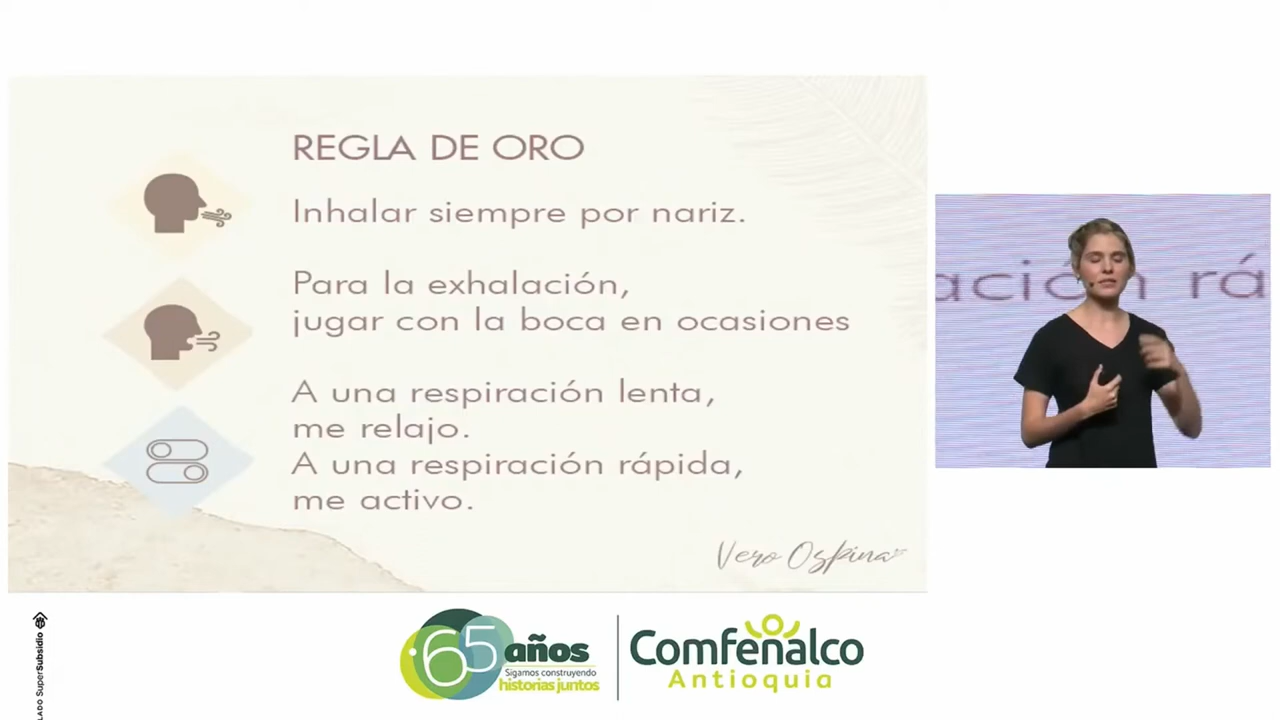 REGLA DE ORO
Inhalar siempre por nariz.
Para la exhalación,
jugar con la boca en ocasiones
A una respiración lenta,
me relajo.
A una respiración rápida,
me activo.
Vero Ospina
ación rá
65 años
Sigamos construyendo
historias juntos
Comfenalco
Antioquia
LADO SuperSubsidio